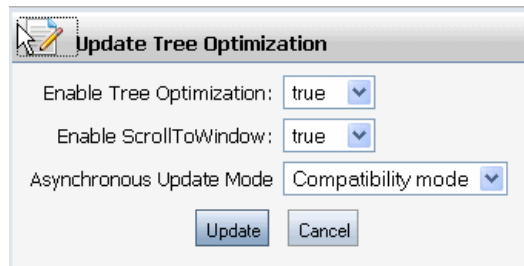 Update Tree Optimization
Enable Tree Optimization: true
Enable ScrollToWindow: true
Asynchronous Update Mode Compatibility mode
Update Cancel